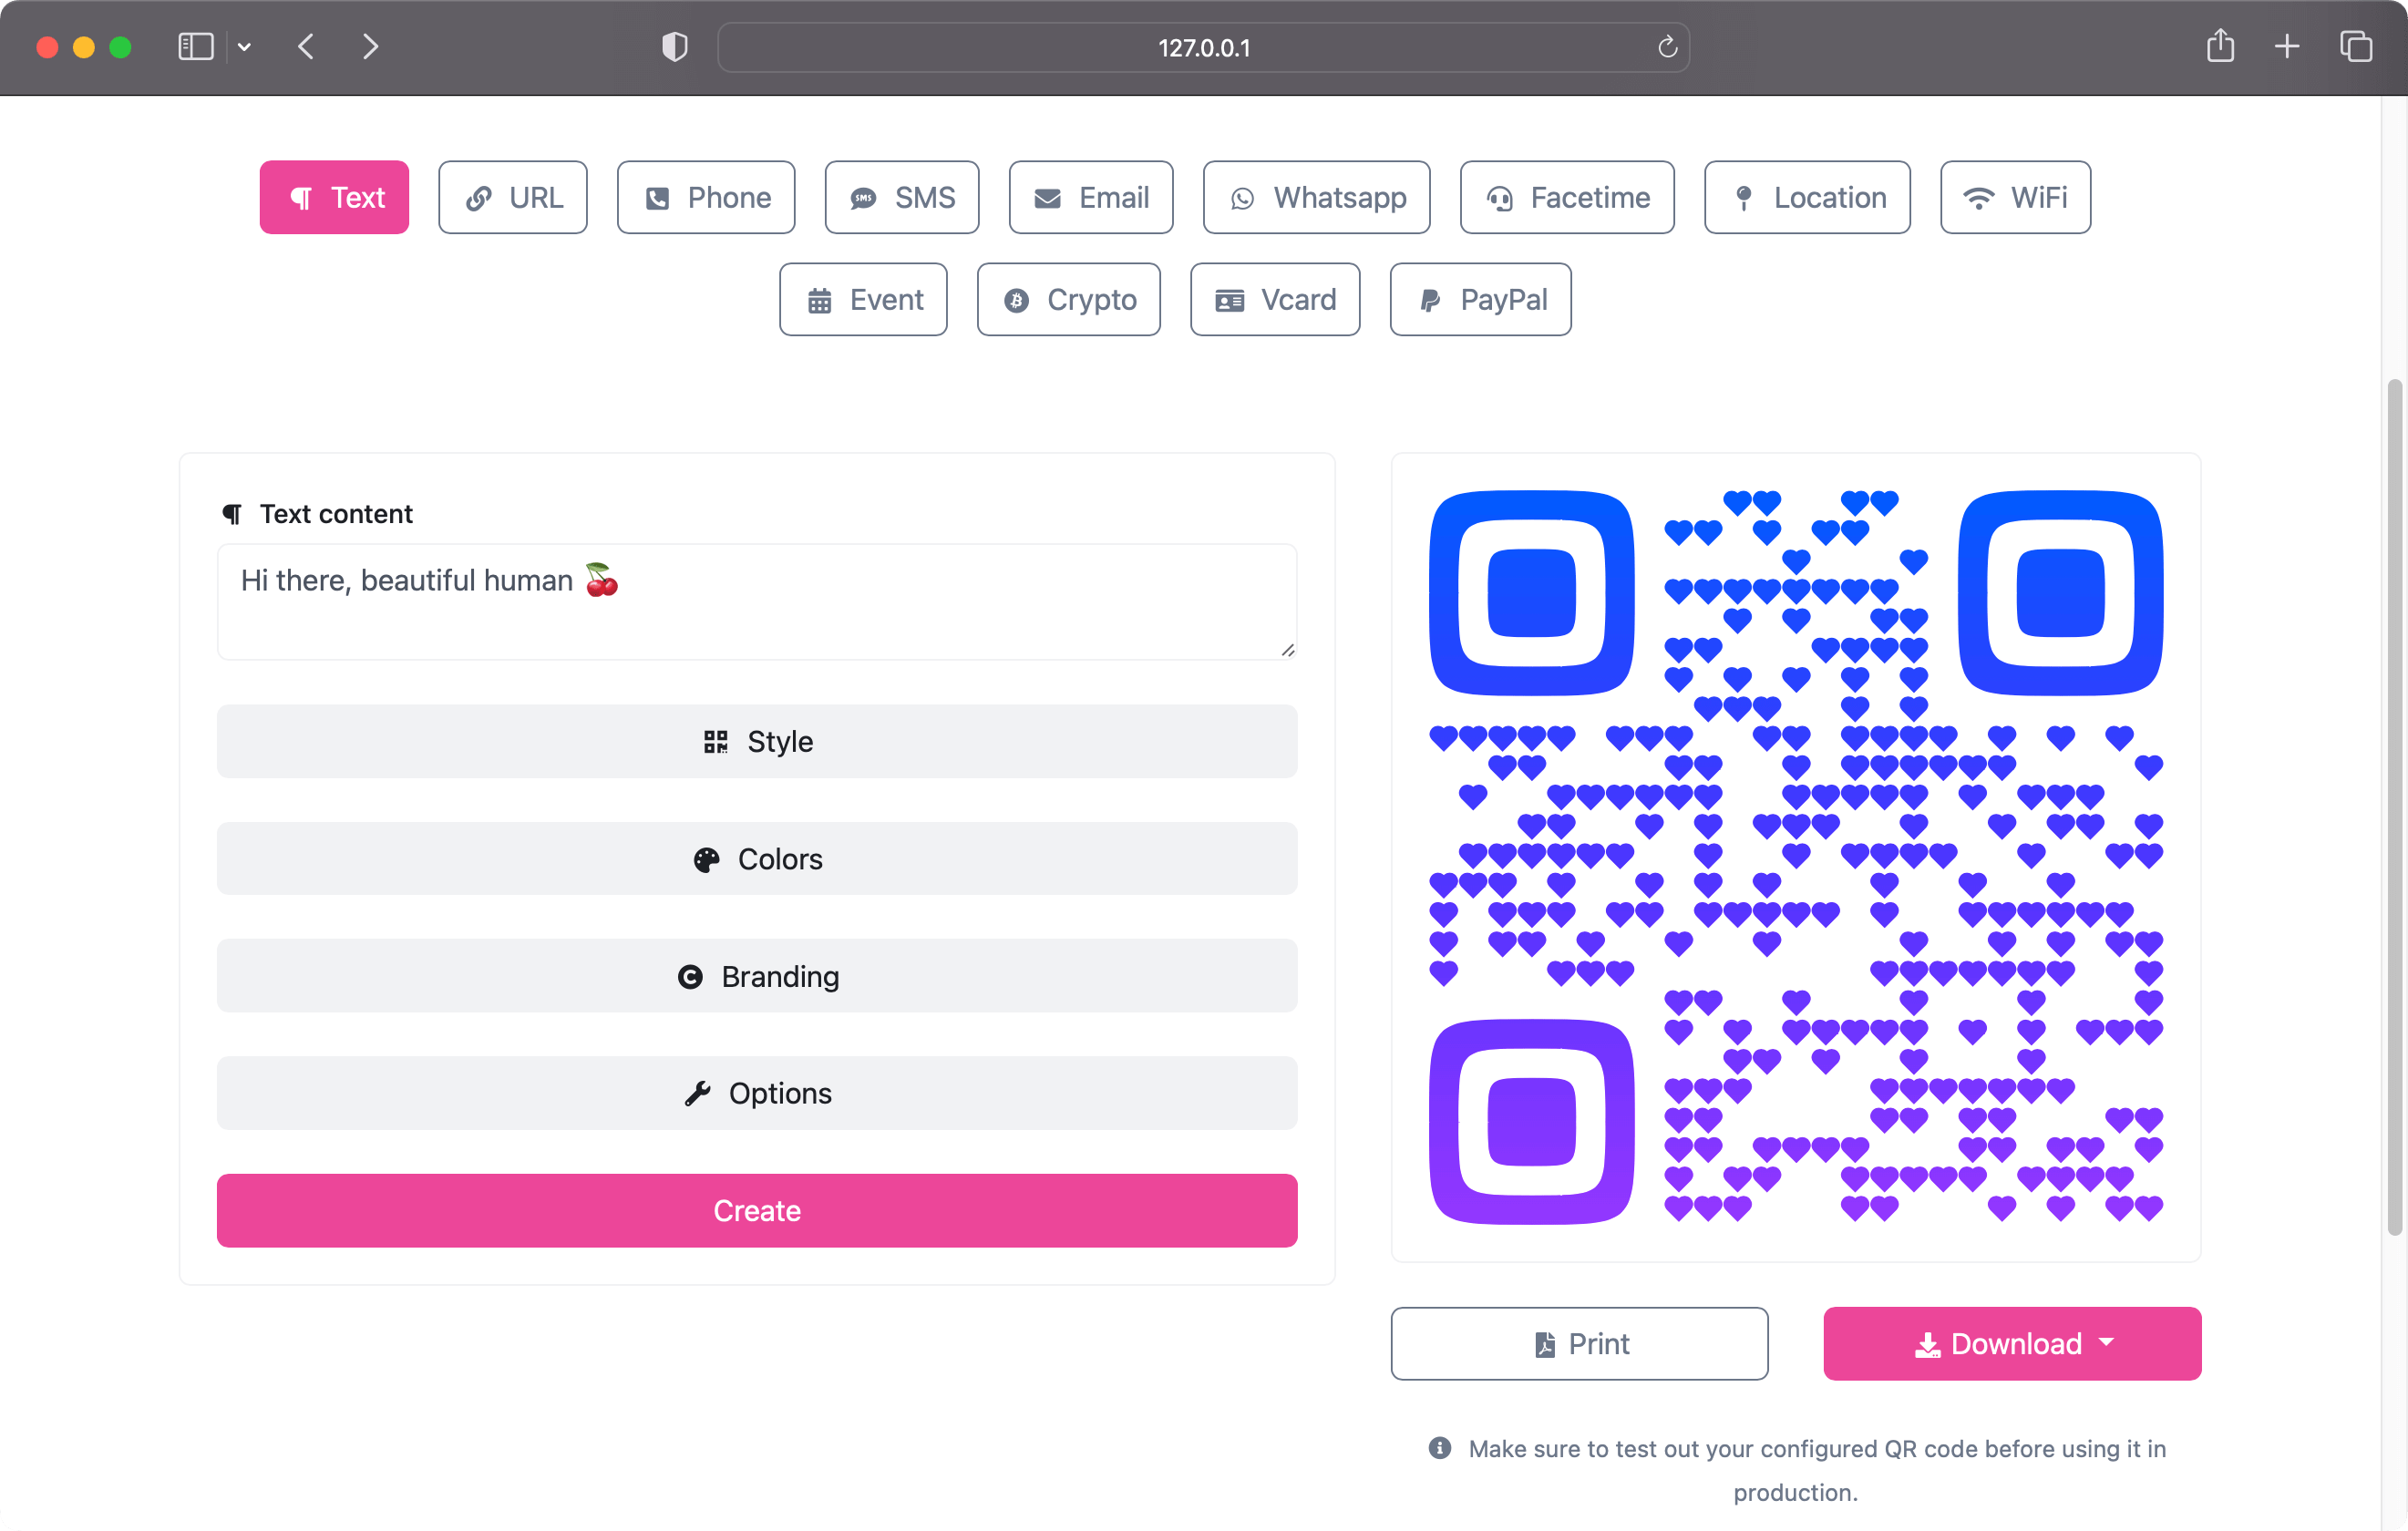 127.0.0.1
Text URL Phone SMS Email Whatsapp Facetime Location WiFi
Event Crypto Vcard PayPal
Text content
Hi there, beautiful human 🍒
Style
Colors
Branding
Options
Create
Print Download
Make sure to test out your configured QR code before using it in
production.